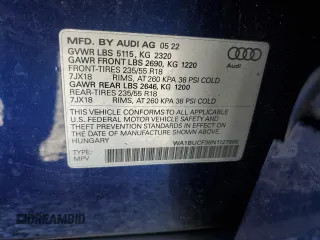 MFD. BY AUDI AG 05 22
GVWR LBS 5115, KG 2320
GAWR FRONT LBS 2690, KG 1220
FRONT-TIRES 235/55 R18
7JX18 RIMS, AT 260 KPA 38 PSI COLD
GAWR REAR LBS 2646, KG 1200
REAR-TIRES 235/55 R18
7JX18 RIMS, AT 260 KPA 38 PSI COLD
THIS VEHICLE CONFORMS TO ALL APPLICABLE
U.S. FEDERAL MOTOR VEHICLE SAFETY
STANDARDS IN EFFECT ON
THE DATE OF MANUFACTURE SHOWN ABOVE.
HUNGARY
TYPE:
MPV
Audi
DREAMBID